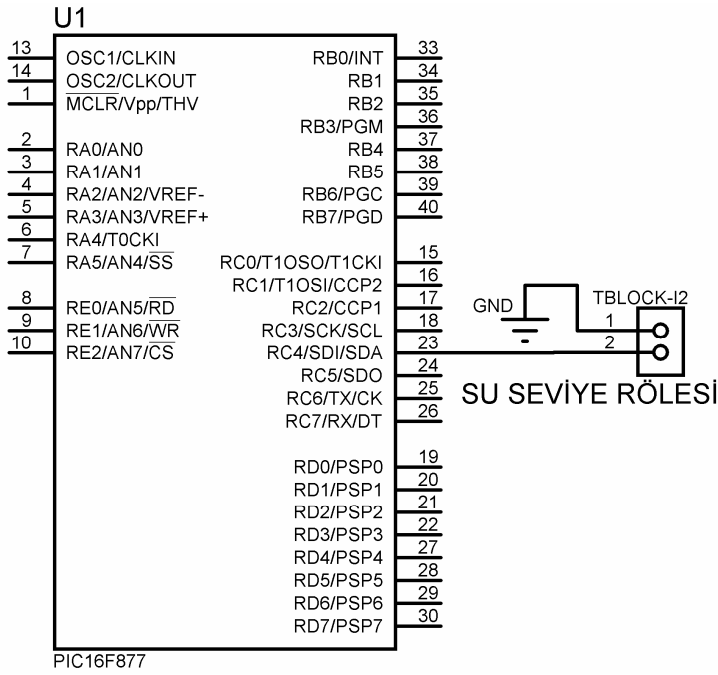 U1
13 OSC1/CLKIN RB0/INT 33
14 OSC2/CLKOUT RB1 34
1 MCLR/Vpp/THV RB2 35
RB3/PGM 36
2 RA0/AN0 RB4 37
3 RA1/AN1 RB5 38
4 RA2/AN2/VREF- RB6/PGC 39
5 RA3/AN3/VREF+ RB7/PGD 40
6 RA4/T0CKI
7 RA5/AN4/SS RC0/T1OSO/T1CKI 15
RC1/T1OSI/CCP2 16
8 RE0/AN5/RD RC2/CCP1 17
9 RE1/AN6/WR RC3/SCK/SCL 18
10 RE2/AN7/CS RC4/SDI/SDA 23
RC5/SDO 24
RC6/TX/CK 25
RC7/RX/DT 26
RD0/PSP0 19
RD1/PSP1 20
RD2/PSP2 21
RD3/PSP3 22
RD4/PSP4 27
RD5/PSP5 28
RD6/PSP6 29
RD7/PSP7 30
PIC16F877
GND
TBLOCK-I2
1
2
SU SEVİYE RÖLESİ